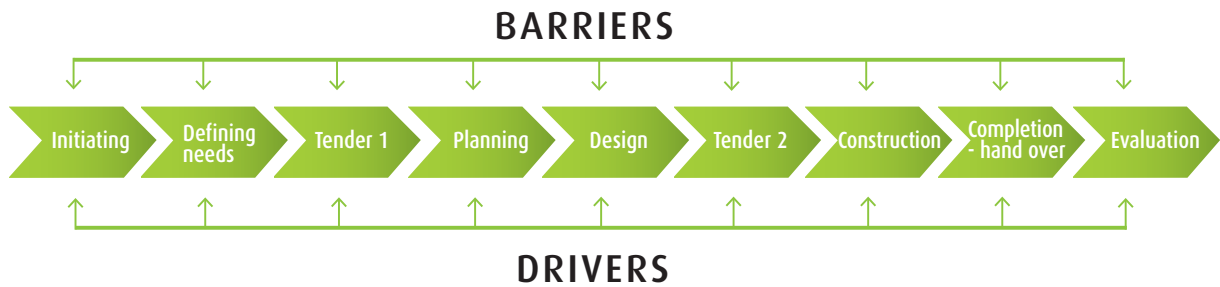 BARRIERS
Initiating
Defining
needs
Tender 1
Planning
Design
Tender 2
Construction
Completion
- hand over
Evaluation
DRIVERS